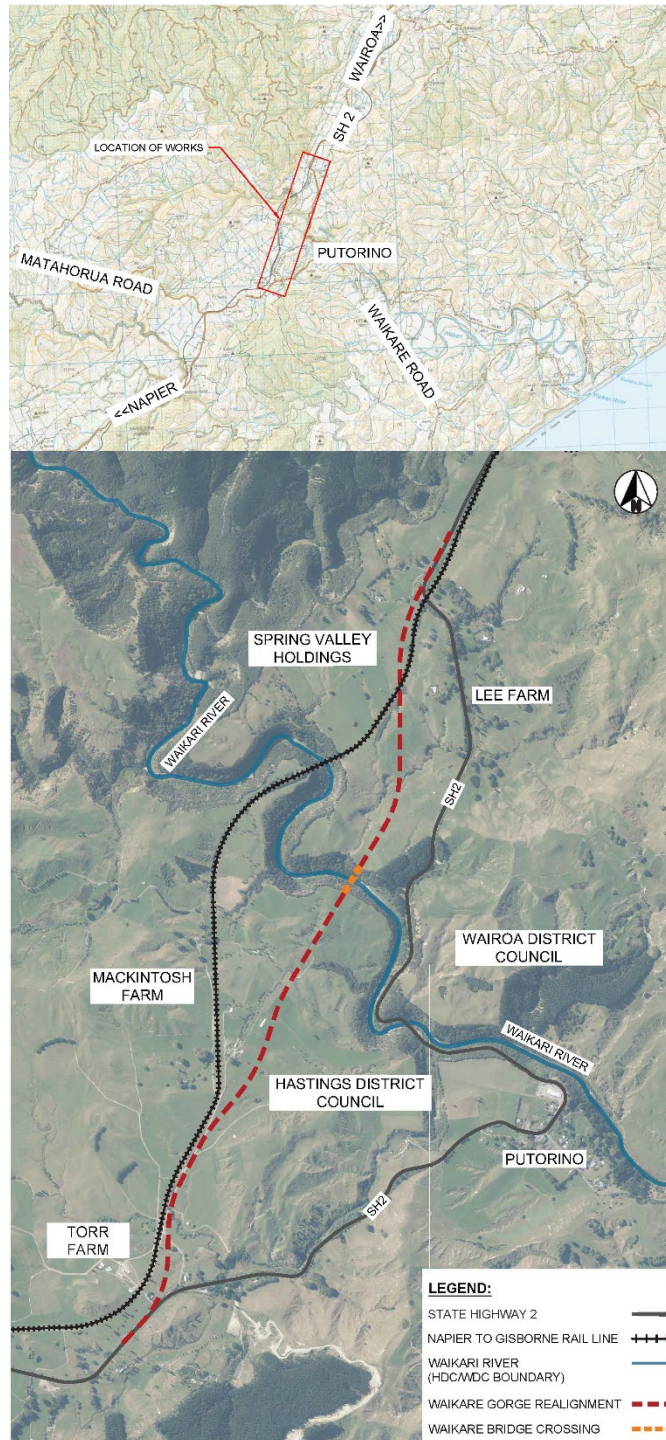 WAIROA>>
SH 2
LOCATION OF WORKS
PUTORINO
MATAHORUA ROAD
WAIKARE ROAD
<<NAPIER
N
SPRING VALLEY
HOLDINGS
LEE FARM
WAIKARI RIVER
SH2
WAIROA DISTRICT
COUNCIL
MACKINTOSH
FARM
WAIKARI RIVER
HASTINGS DISTRICT
COUNCIL
PUTORINO
SH2
TORR
FARM
LEGEND:
STATE HIGHWAY 2
NAPIER TO GISBORNE RAIL LINE
WAIKARI RIVER
(HDC/WDC BOUNDARY)
WAIKARE GORGE REALIGNMENT
WAIKARE BRIDGE CROSSING